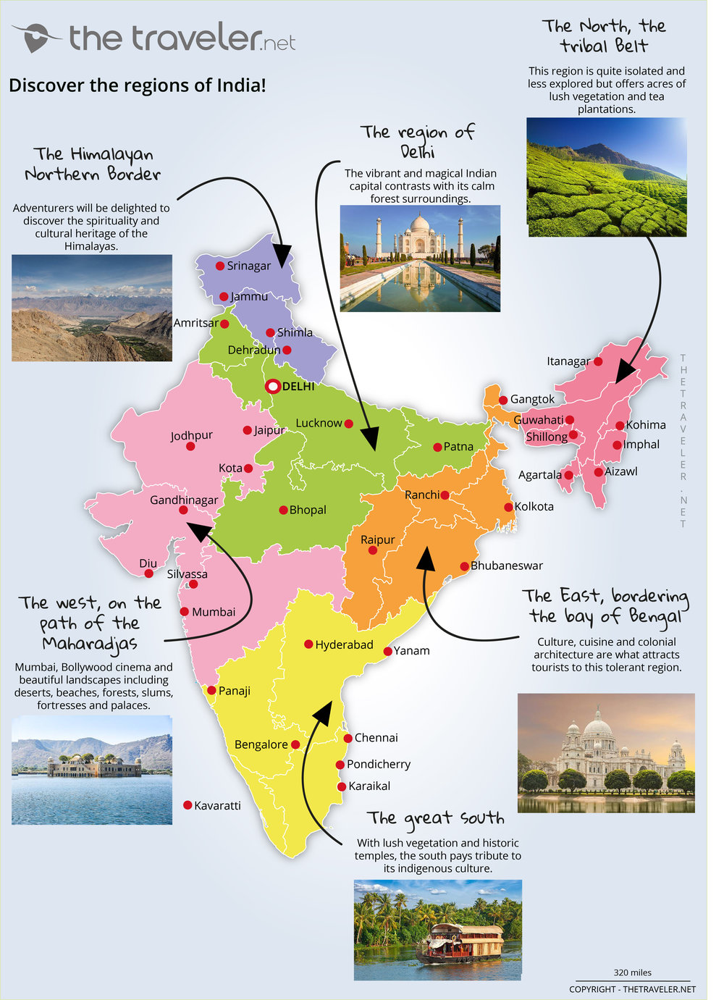 the traveler.net
Discover the regions of India!
The North, the
tribal Belt
This region is quite isolated and
less explored but offers acres of
lush vegetation and tea
plantations.
The region of
Delhi
The vibrant and magical Indian
capital contrasts with its calm
forest surroundings.
The Himalayan
Northern Border
Adventurers will be delighted to
discover the spirituality and
cultural heritage of the
Himalayas.
Srinagar
Jammu
Amritsar
Shimla
Dehradun
DELHI
Itanagar
THETRAVELER.NET
Gangtok
Guwahati
Kohima
Shillong
Imphal
Agartala
Aizawl
Lucknow
Jaipur
Jodhpur
Patna
Kota
Ranchi
Gandhinagar
Bhopal
Kolkota
Raipur
Diu
Silvassa
Bhubaneswar
Mumbai
The west, on the
path of the
Maharadjas
Mumbai, Bollywood cinema and
beautiful landscapes including
deserts, beaches, forests, slums,
fortresses and palaces.
The East, bordering
the bay of Bengal
Culture, cuisine and colonial
architecture are what attracts
tourists to this tolerant region.
Hyderabad
Yanam
Panaji
Bengalore
Chennai
Pondicherry
Karaikal
Kavaratti
The great south
With lush vegetation and historic
temples, the south pays tribute to
its indigenous culture.
320 miles
COPYRIGHT - THETRAVELER.NET